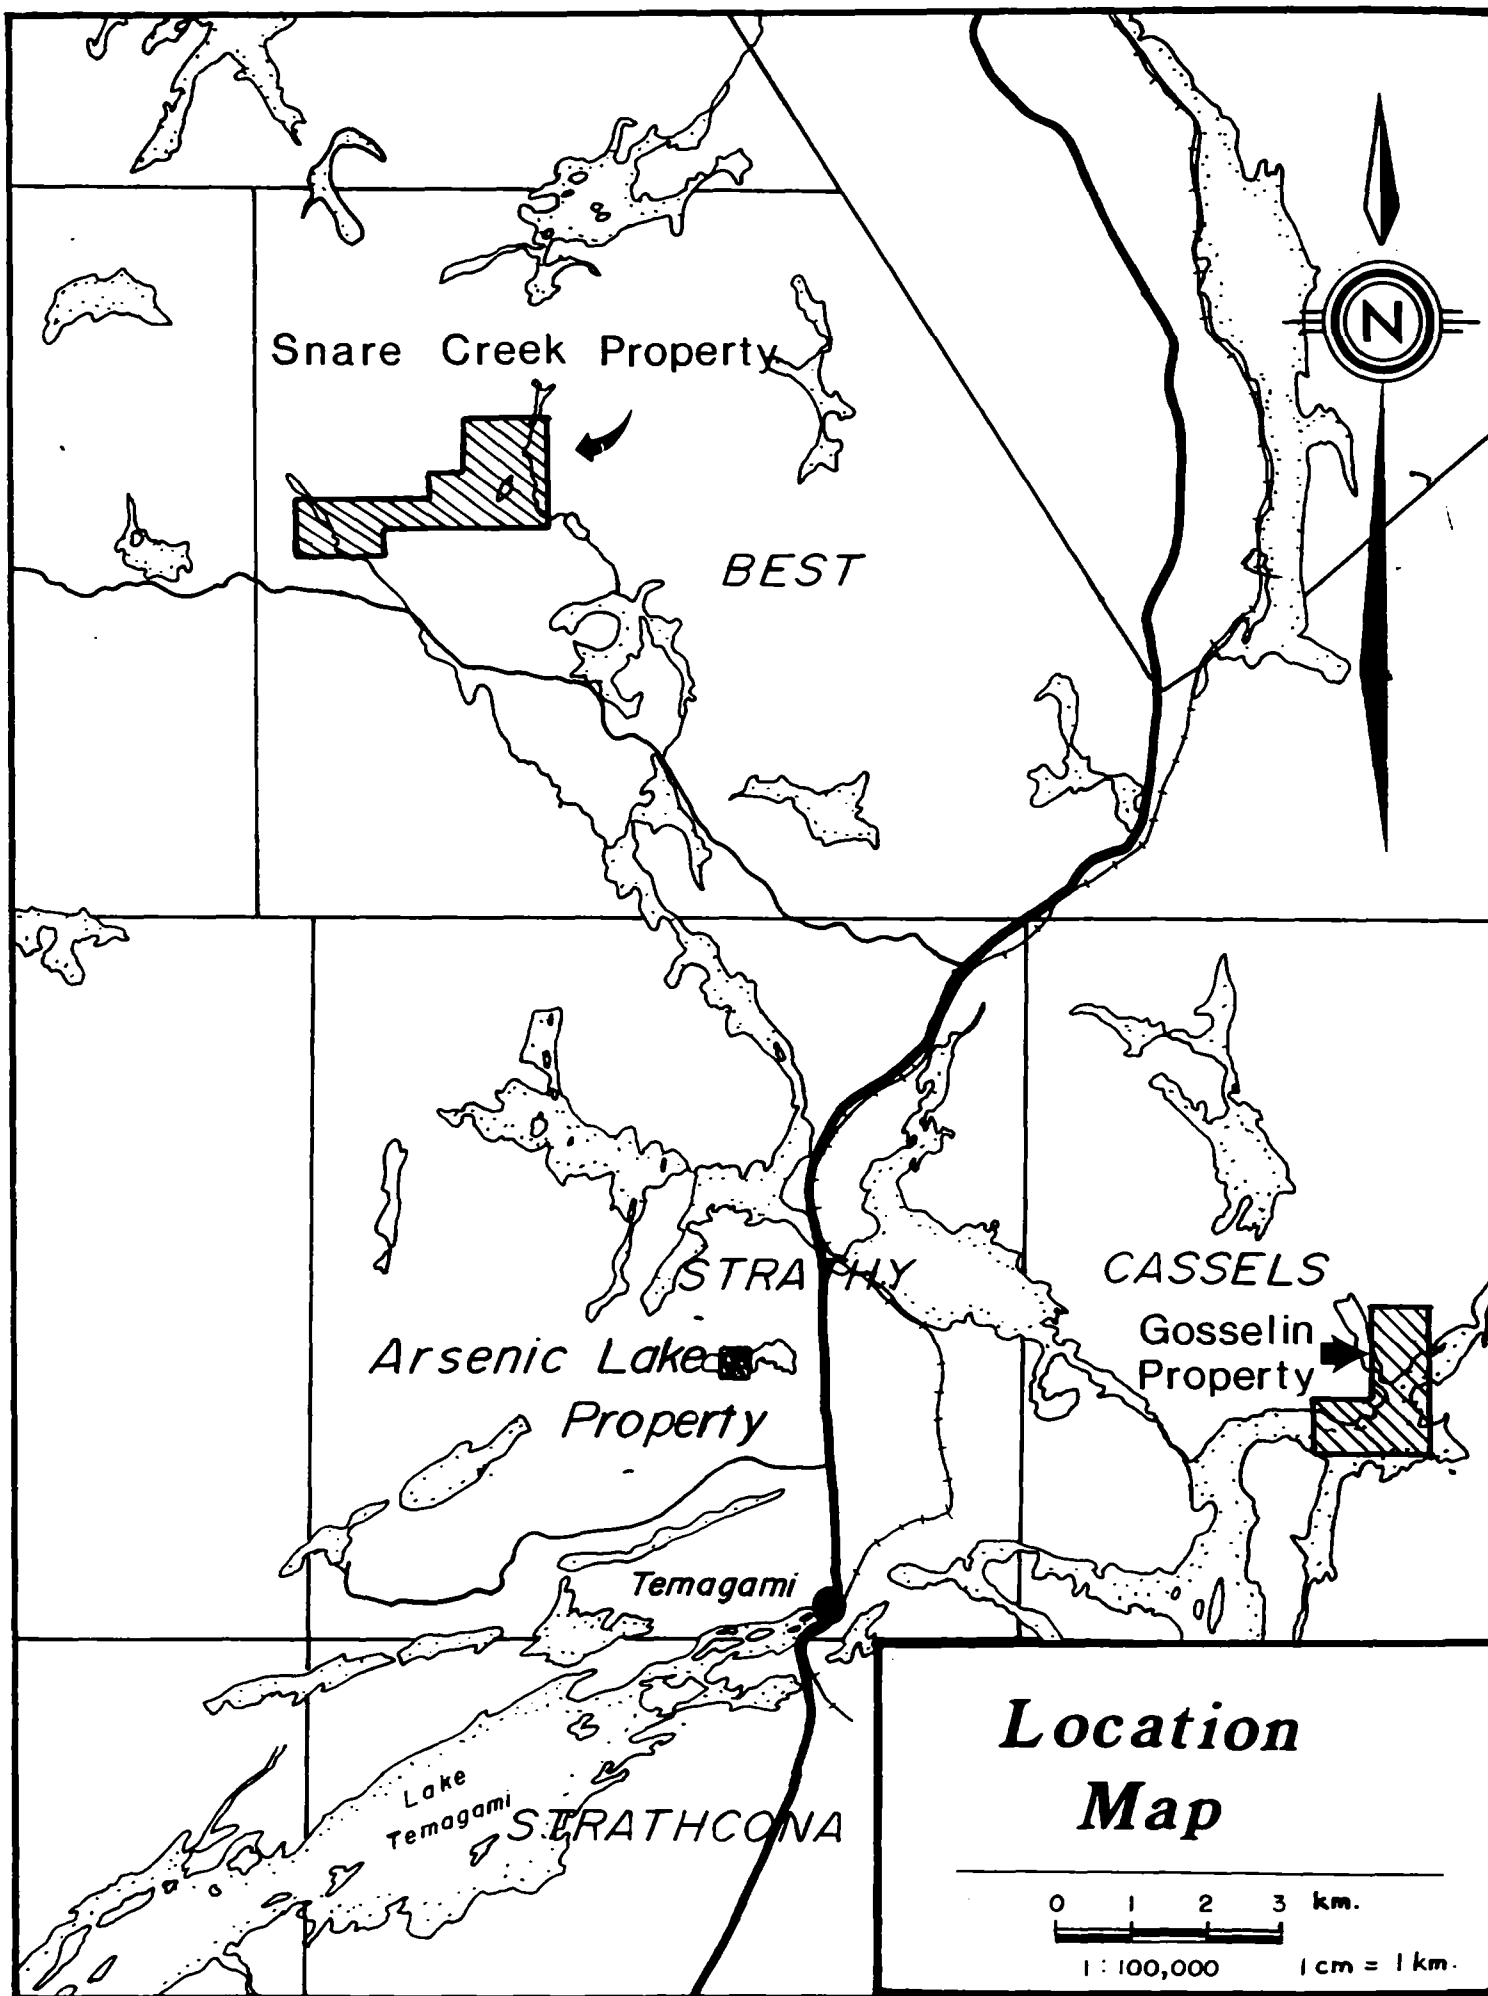 N
Snare Creek Property
BEST
STRATHY
CASSELS
Gosselin
Property
Arsenic Lake
Property
Temagami
Lake
Temagami
STRATHCONA
Location
Map
0 1 2 3 km.
1 : 100,000 1 cm = 1 km.